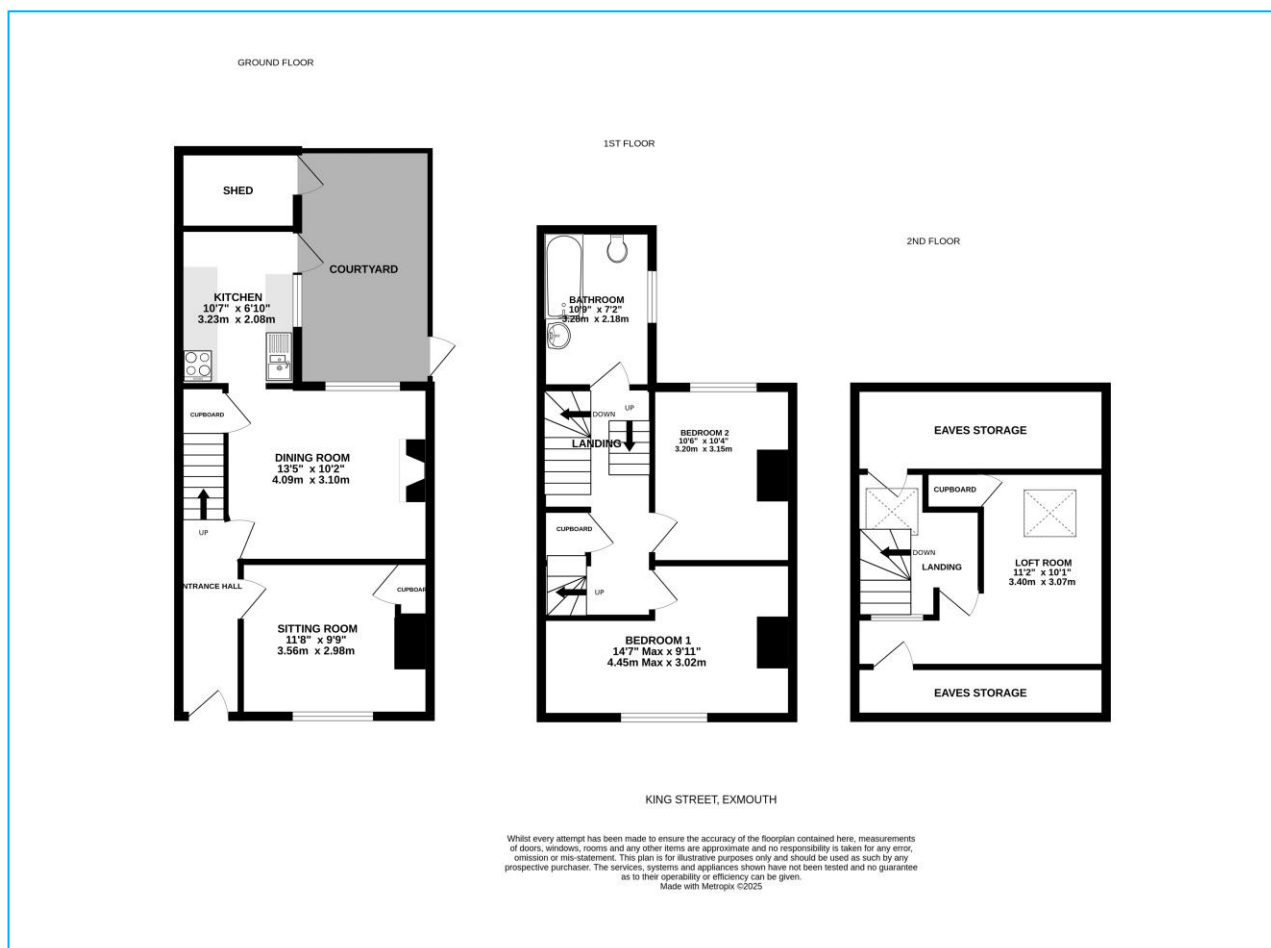 GROUND FLOOR
SHED
COURTYARD
KITCHEN
10'7" x 6'10"
3.23m x 2.08m
CUPBOARD
DINING ROOM
13'5" x 10'2"
4.09m x 3.10m
UP
NTRANCE HALL
CUPBOAR
SITTING ROOM
11'8" x 9'9"
3.56m x 2.98m
1ST FLOOR
BATHROOM
10'9" x 7'2"
3.28m x 2.18m
DOWN
UP
LANDING
BEDROOM 2
10'6" x 10'4"
3.20m x 3.15m
CUPBOARD
UP
BEDROOM 1
14'7" Max x 9'11"
4.45m Max x 3.02m
2ND FLOOR
EAVES STORAGE
CUPBOARD
DOWN
LANDING
LOFT ROOM
11'2" x 10'1"
3.40m x 3.07m
EAVES STORAGE
KING STREET, EXMOUTH
Whilst every attempt has been made to ensure the accuracy of the floorplan contained here, measurements
of doors, windows, rooms and any other items are approximate and no responsibility is taken for any error,
omission or mis-statement. This plan is for illustrative purposes only and should be used as such by any
prospective purchaser. The services, systems and appliances shown have not been tested and no guarantee
as to their operability or efficiency can be given.
Made with Metropix ©2025